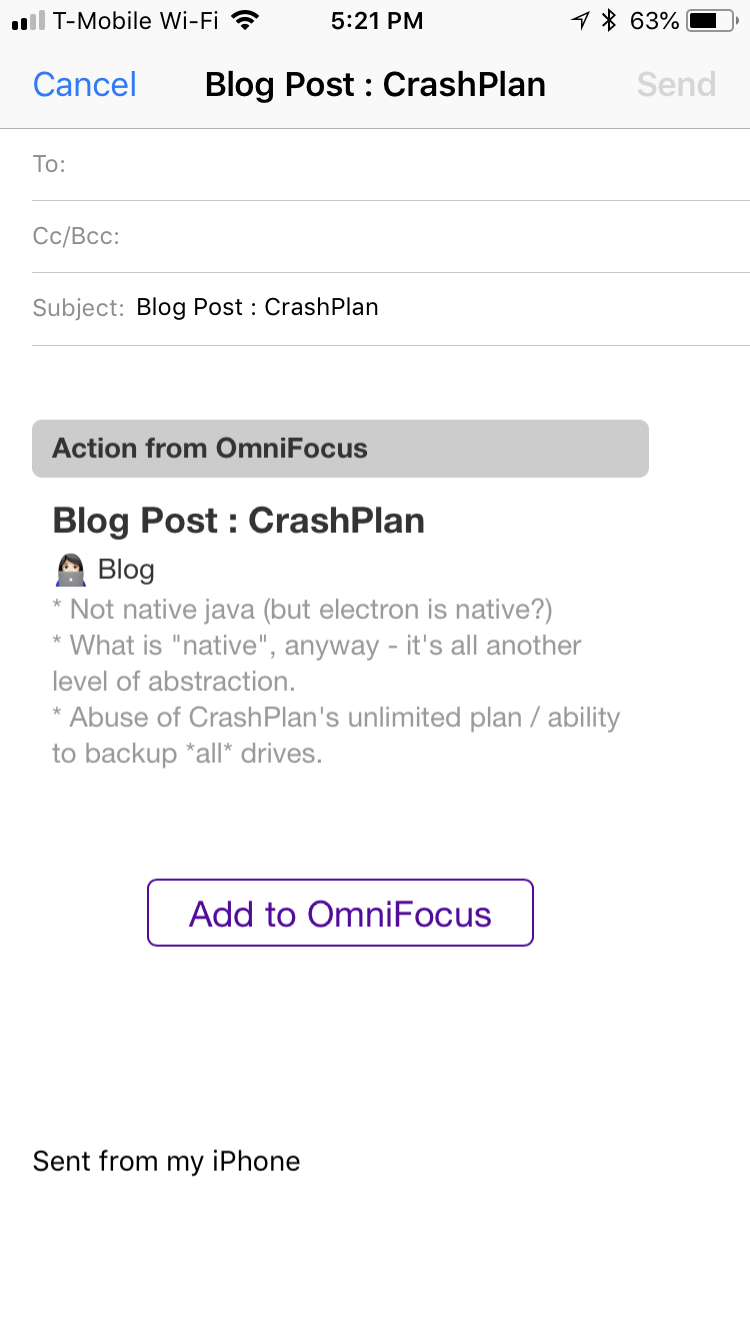 T-Mobile Wi-Fi 5:21 PM 63%
Cancel Blog Post : CrashPlan Send
To:
Cc/Bcc:
Subject: Blog Post : CrashPlan
Action from OmniFocus
Blog Post : CrashPlan
Blog
* Not native java (but electron is native?)
* What is "native", anyway - it's all another
level of abstraction.
* Abuse of CrashPlan's unlimited plan / ability
to backup *all* drives.
Add to OmniFocus
Sent from my iPhone